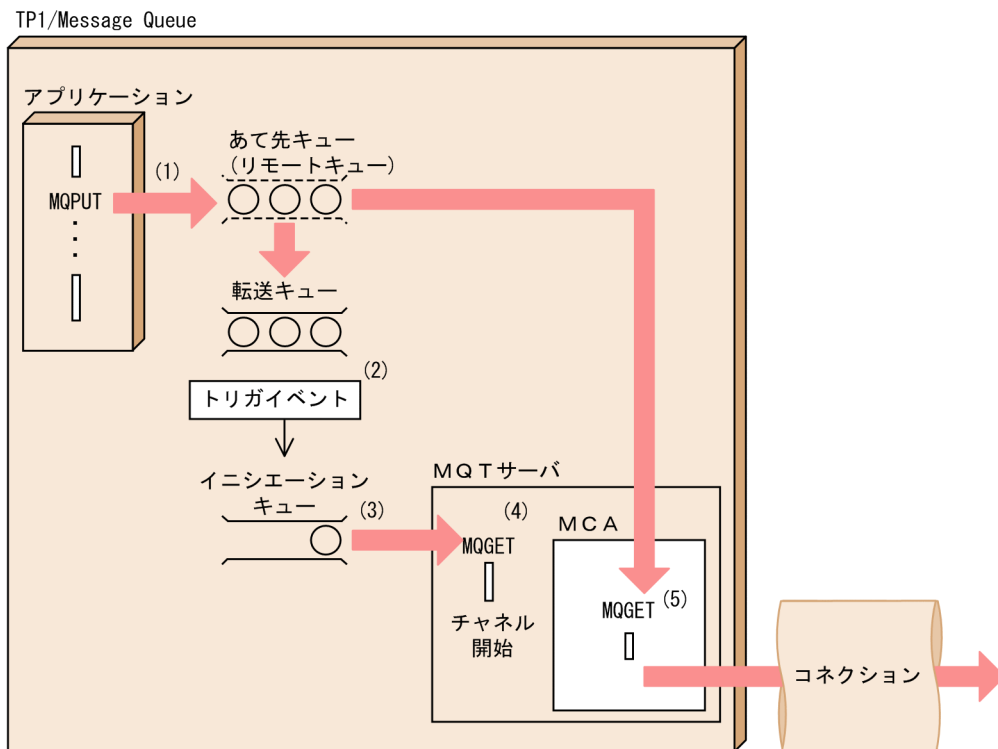 TP1/Message Queue
アプリケーション
MQPUT
(1)
あて先キュー
(リモートキュー)
転送キュー
(2)
トリガイベント
イニシエーション
キュー
(3)
MQTサーバ
(4)
MQGET
チャネル
開始
MCA
MQGET
(5)
コネクション